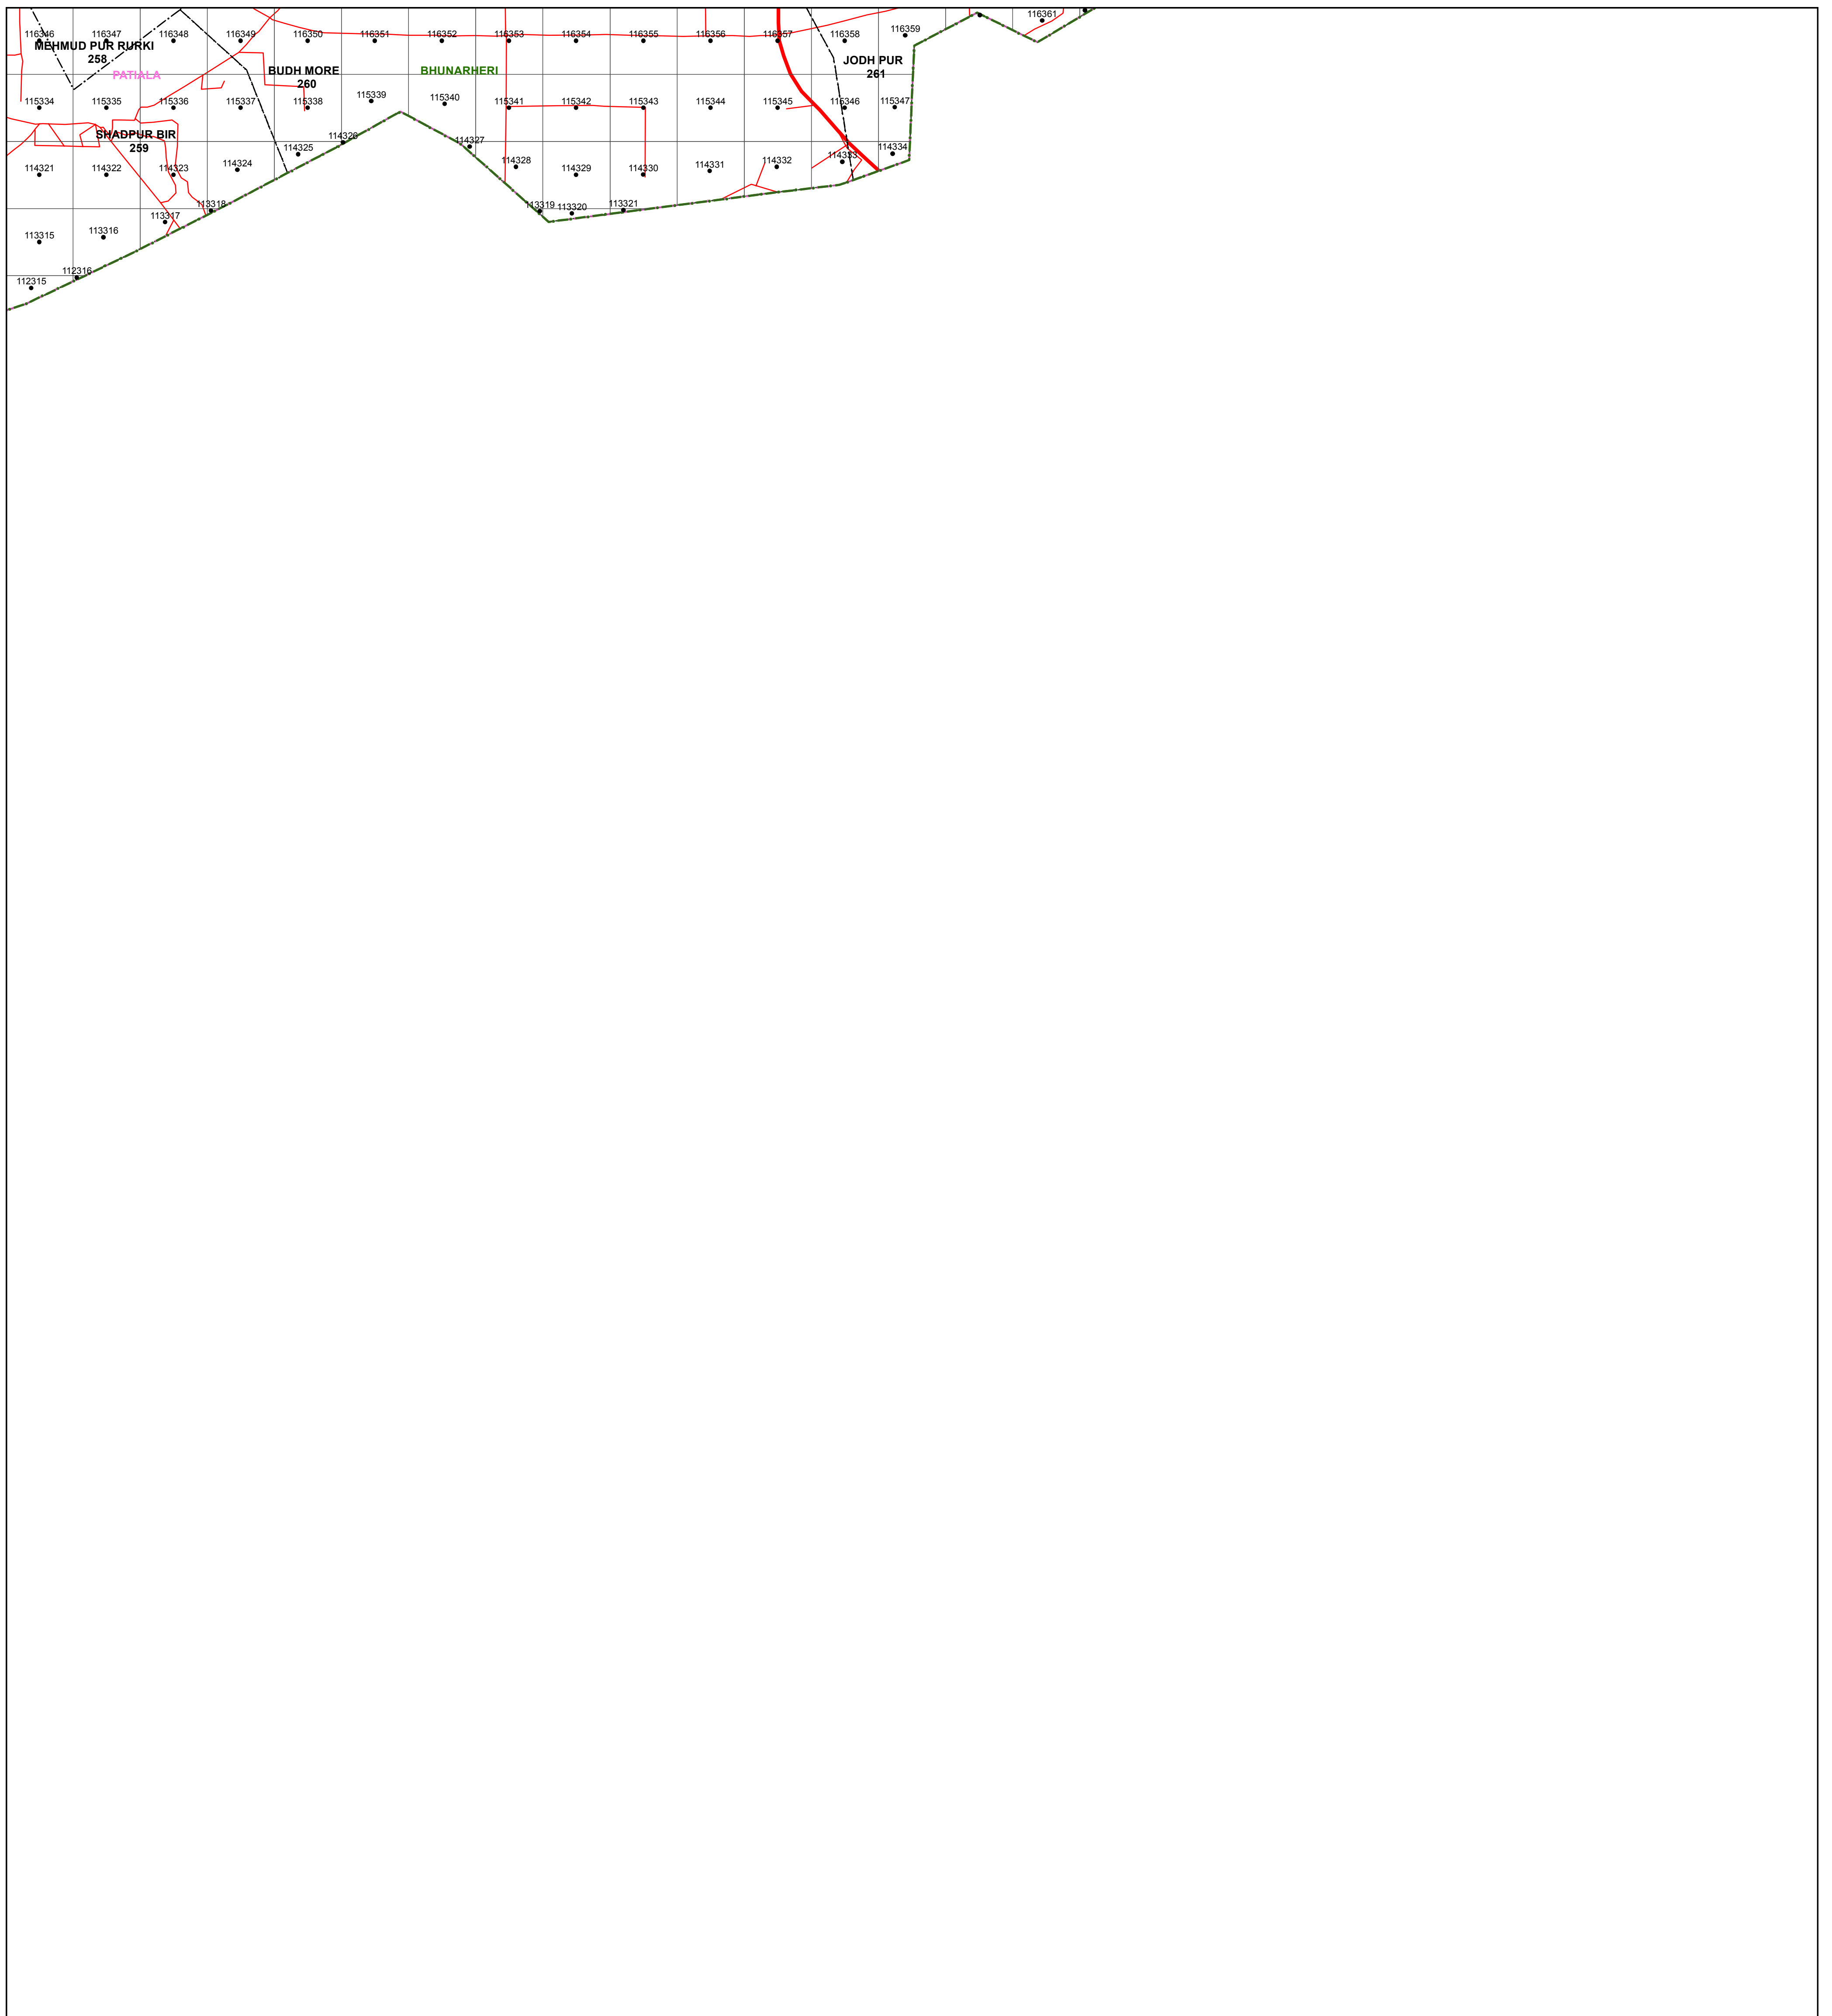 116361
116359
116346 116347 116348 116349 116350 116351 116352 116353 116354 116355 116356 116357 116358
MEHMUD PUR RURKI
258
PATIALA
BUDH MORE
260
BHUNARHERI
JODH PUR
261
115334 115335 115336 115337 115338 115339 115340 115341 115342 115343 115344 115345 115346 115347
SHADPUR BIR
259
114321 114322 114323 114324 114325 114326 114327 114328 114329 114330 114331 114332 114333 114334
113315 113316 113317 113318 113319 113320 113321
112315 112316